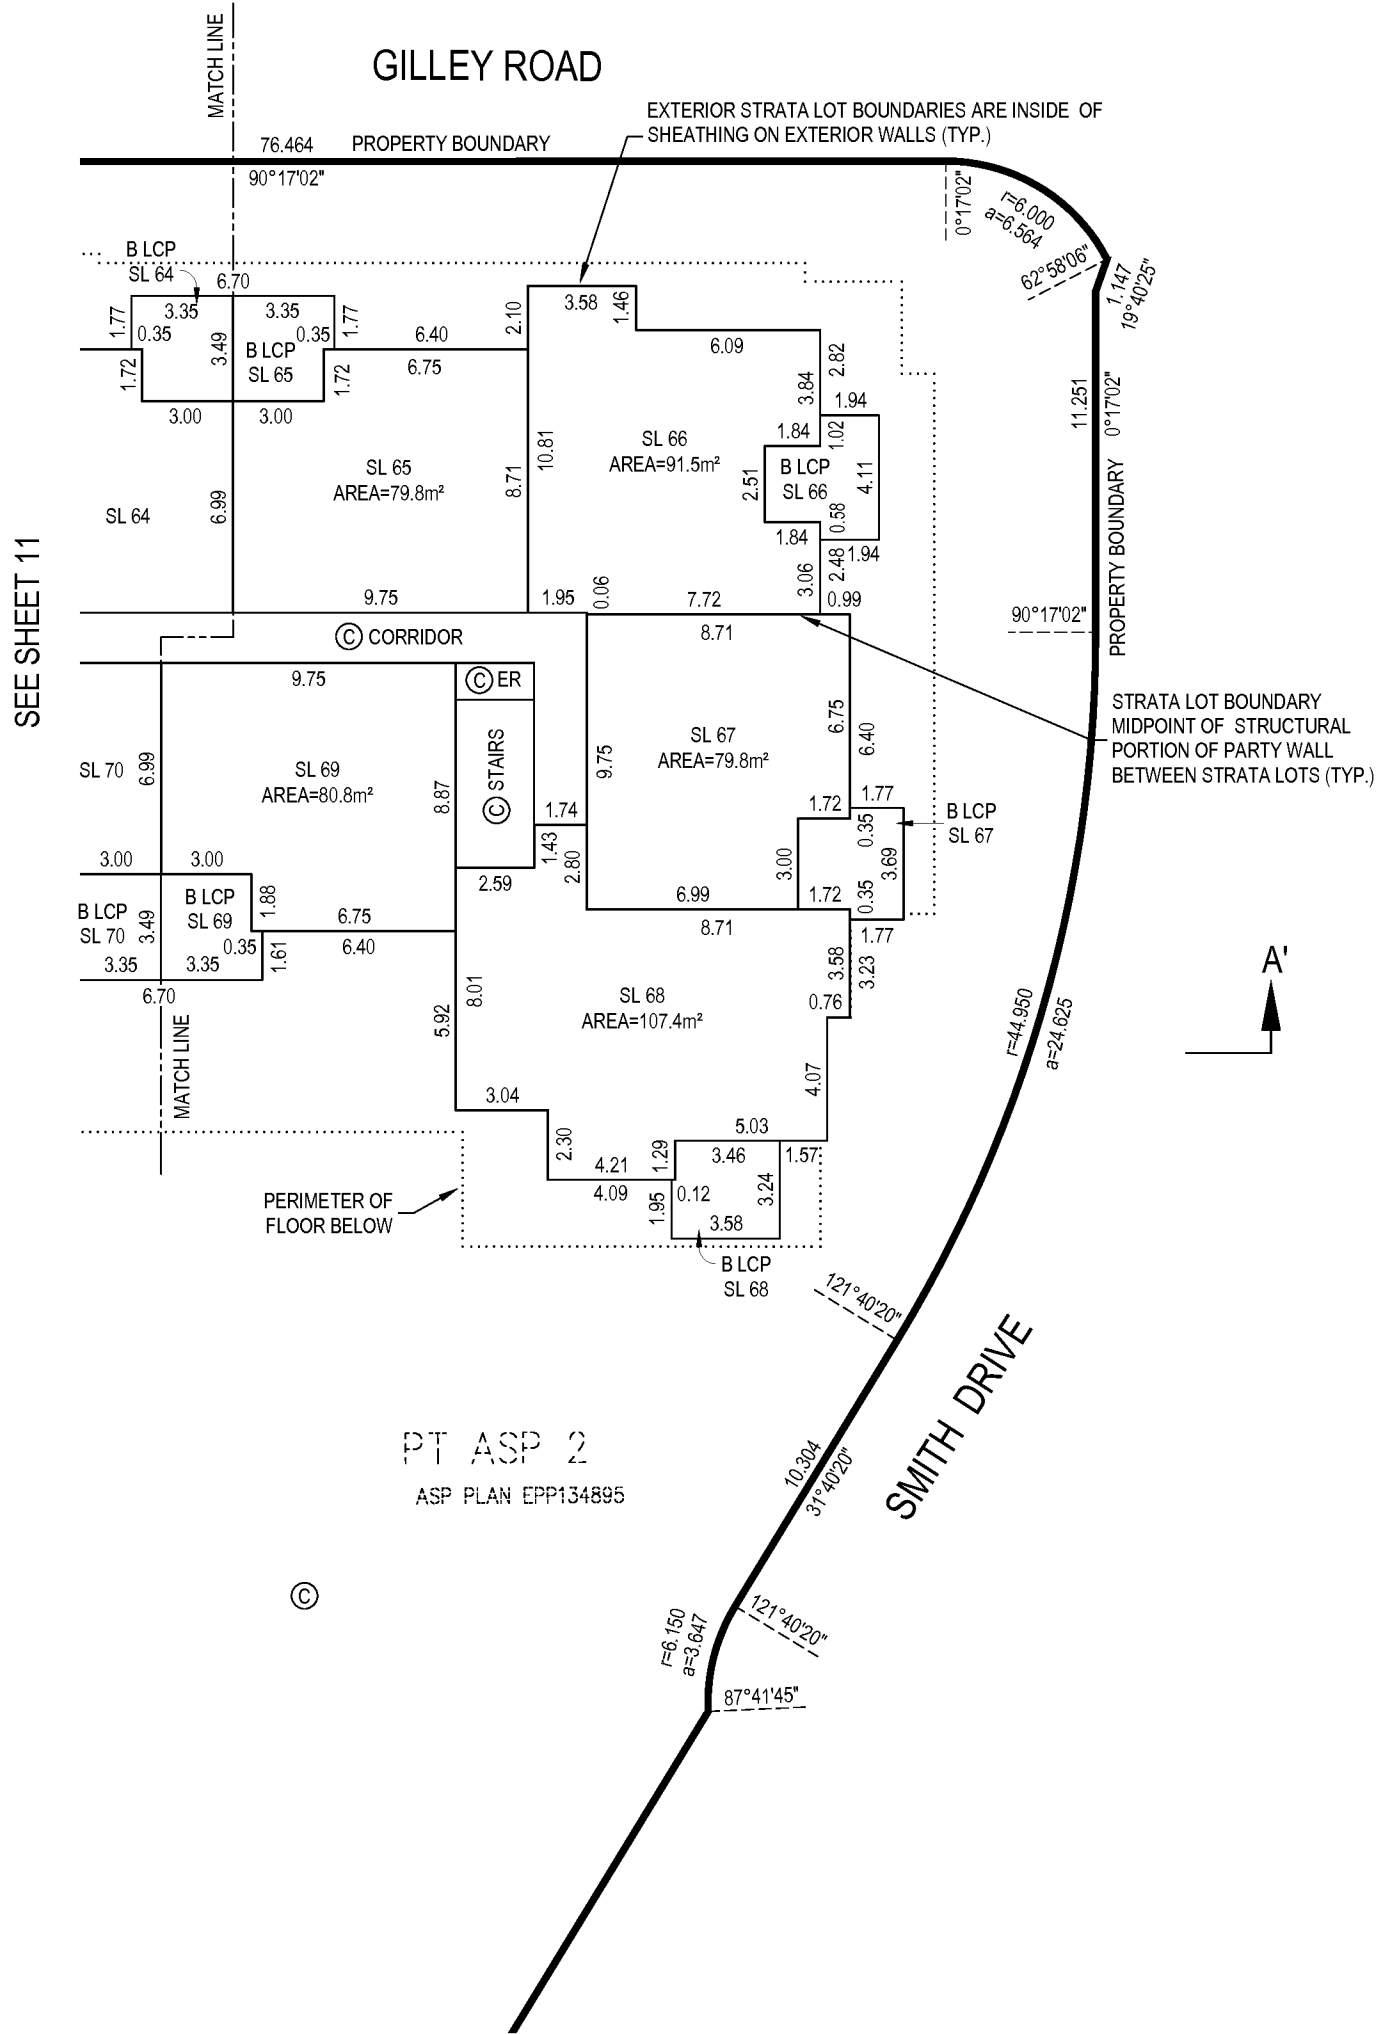 MATCH LINE
GILLEY ROAD
EXTERIOR STRATA LOT BOUNDARIES ARE INSIDE OF
SHEATHING ON EXTERIOR WALLS (TYP.)
76.464
PROPERTY BOUNDARY
90°17'02"
0°17'02"
r=6.000
a=6.564
62°58'06"
1.147
19°40'25"
B LCP
SL 64
6.70
3.35
3.35
1.77
0.35
3.49
0.35
1.77
B LCP
SL 65
1.72
1.72
3.00
3.00
6.40
6.75
2.10
3.58
1.46
6.09
2.82
3.84
1.94
1.84
1.02
SL 66
AREA=91.5m²
10.81
8.71
2.51
B LCP
SL 66
4.11
0.58
1.84
1.94
2.48
3.06
11.251
0°17'02"
PROPERTY BOUNDARY
SL 65
AREA=79.8m²
SL 64
6.99
SEE SHEET 11
9.75
1.95
0.06
7.72
0.99
8.71
90°17'02"
C CORRIDOR
C ER
9.75
STRATA LOT BOUNDARY
MIDPOINT OF STRUCTURAL
PORTION OF PARTY WALL
BETWEEN STRATA LOTS (TYP.)
SL 70
6.99
SL 69
AREA=80.8m²
8.87
C STAIRS
9.75
SL 67
AREA=79.8m²
6.75
6.40
1.74
1.43
2.80
2.59
1.72
1.77
0.35
B LCP
SL 67
3.00
3.69
0.35
6.99
1.72
8.71
1.77
3.00
3.00
B LCP
SL 70
3.49
B LCP
SL 69
1.88
6.75
0.35
6.40
3.35
3.35
1.61
6.70
MATCH LINE
5.92
8.01
SL 68
AREA=107.4m²
3.58
3.23
0.76
4.07
r=44.950
a=24.625
A'
3.04
2.30
4.21
4.09
1.29
5.03
3.46
1.57
1.95
0.12
3.24
3.58
B LCP
SL 68
PERIMETER OF
FLOOR BELOW
121°40'20"
SMITH DRIVE
10.304
31°40'20"
PT ASP 2
ASP PLAN EPP134895
C
r=6.150
a=3.647
121°40'20"
87°41'45"